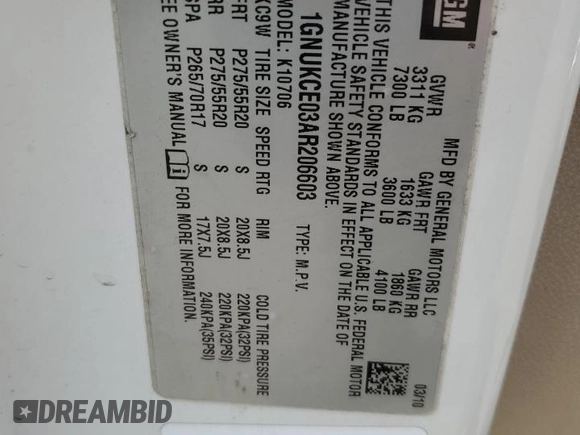 GM
MFD BY GENERAL MOTORS LLC
GVWR GAWR FRT GAWR RR
3311 KG 1633 KG 1860 KG
7300 LB 3600 LB 4100 LB
03/10
THIS VEHICLE CONFORMS TO ALL APPLICABLE U.S. FEDERAL MOTOR
VEHICLE SAFETY STANDARDS IN EFFECT ON THE DATE OF
MANUFACTURE SHOWN ABOVE.
1GNUKCE03AR206603 TYPE: M.P.V.
MODEL: K10706
XG9W TIRE SIZE SPEED RTG RIM COLD TIRE PRESSURE
FRT P275/55R20 S 20X8.5J 220KPA(32PSI)
RR P275/55R20 S 20X8.5J 220KPA(32PSI)
SPA P265/70R17 S 17X7.5J 240KPA(35PSI)
SEE OWNER'S MANUAL i FOR MORE INFORMATION.
DREAMBID